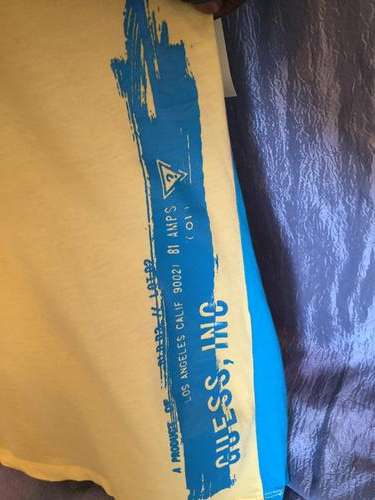 ?
A PRODUCT OF
LOS ANGELES CALIF 90021 81 AMPS
GUESS, INC